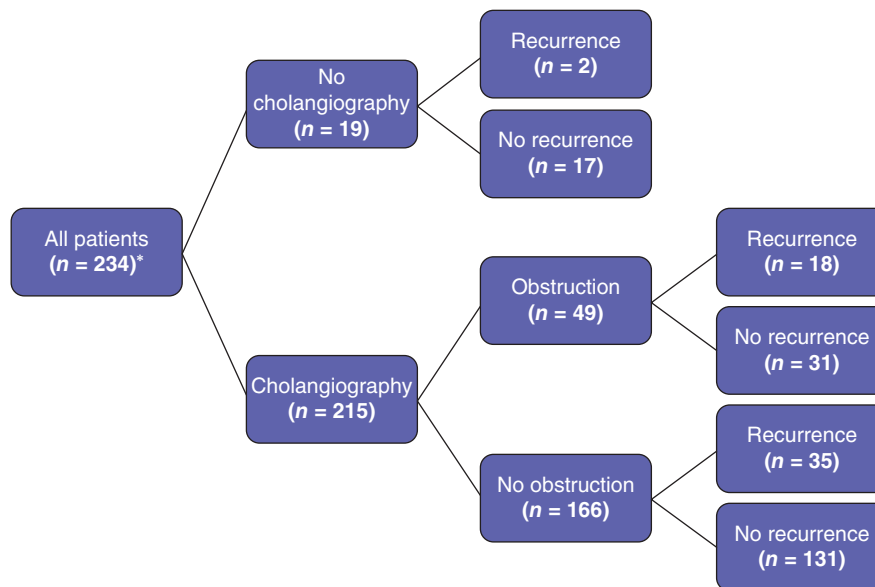 All patients
(n = 234)*
No
cholangiography
(n = 19)
Recurrence
(n = 2)
No recurrence
(n = 17)
Cholangiography
(n = 215)
Obstruction
(n = 49)
Recurrence
(n = 18)
No recurrence
(n = 31)
No obstruction
(n = 166)
Recurrence
(n = 35)
No recurrence
(n = 131)